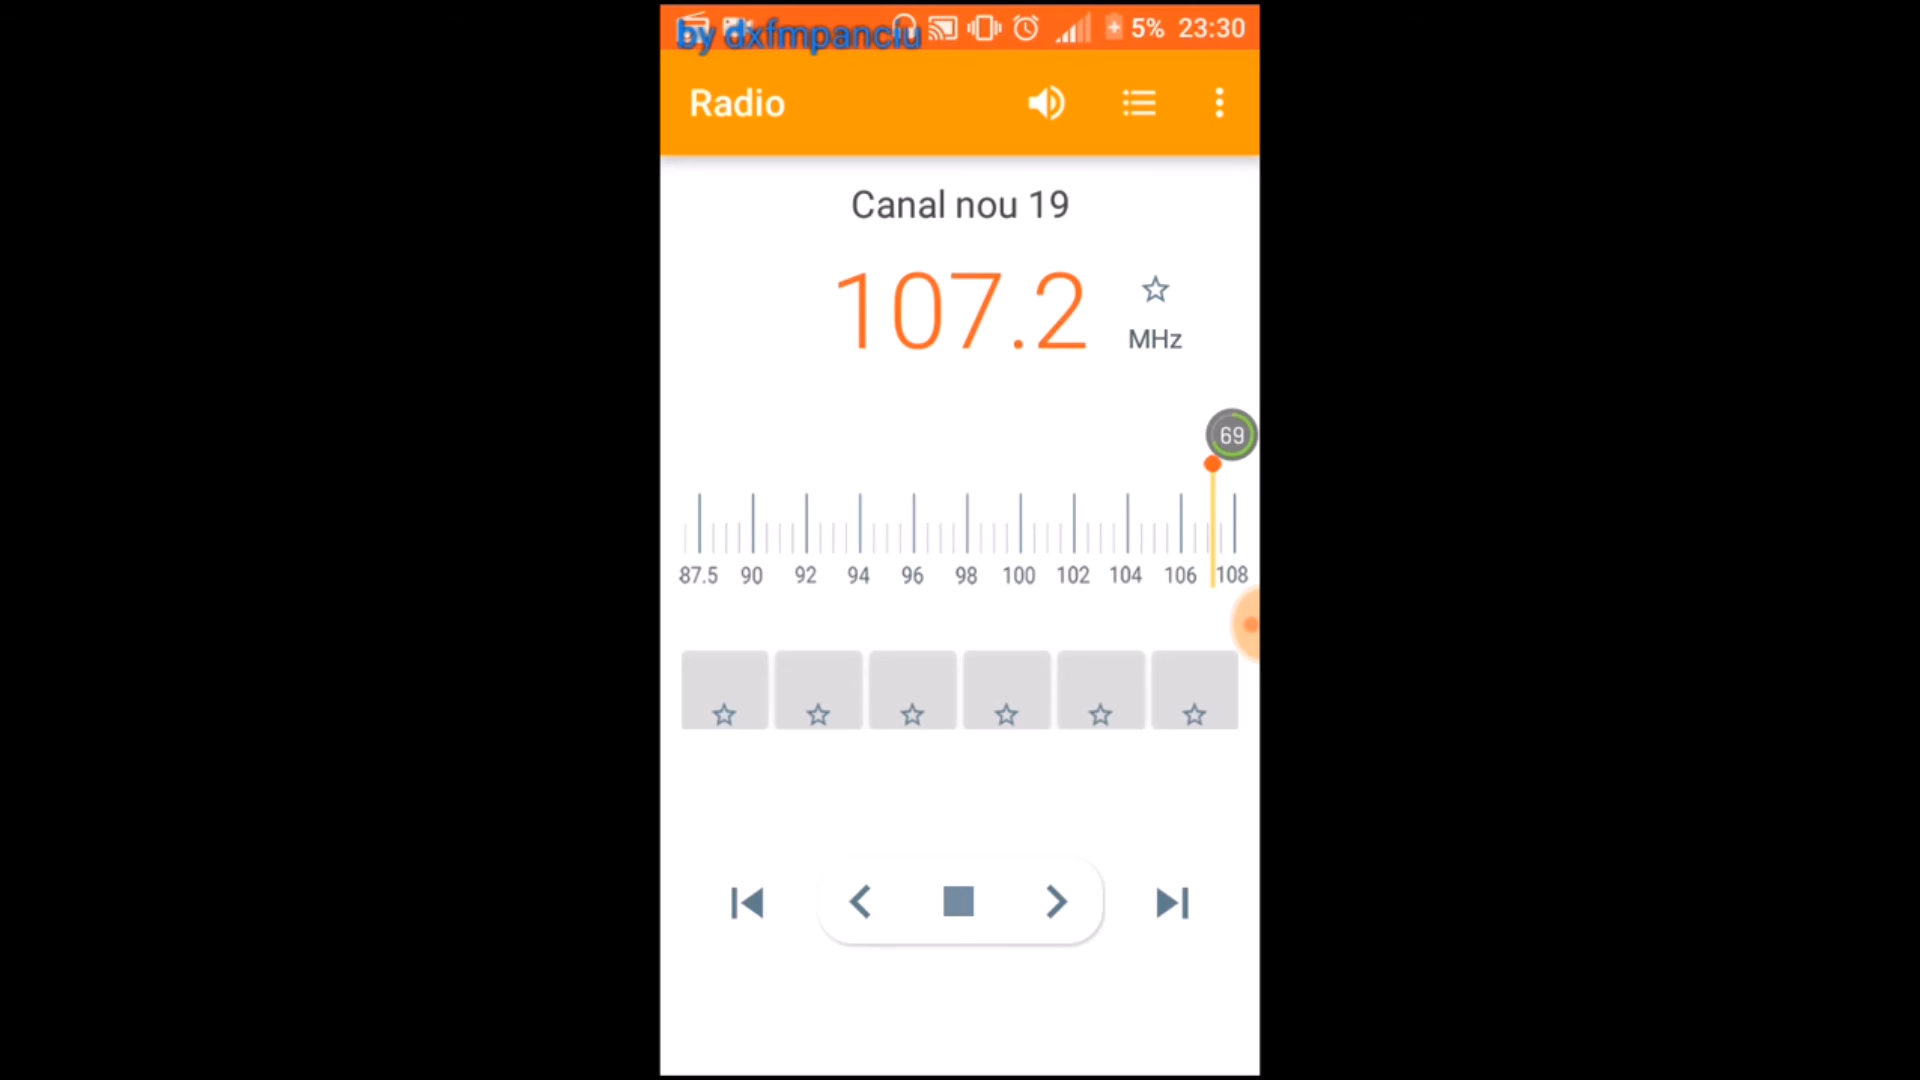 by dxfmpanciu
5% 23:30
Radio
Canal nou 19
107.2
MHz
69
87.5 90 92 94 96 98 100 102 104 106 108